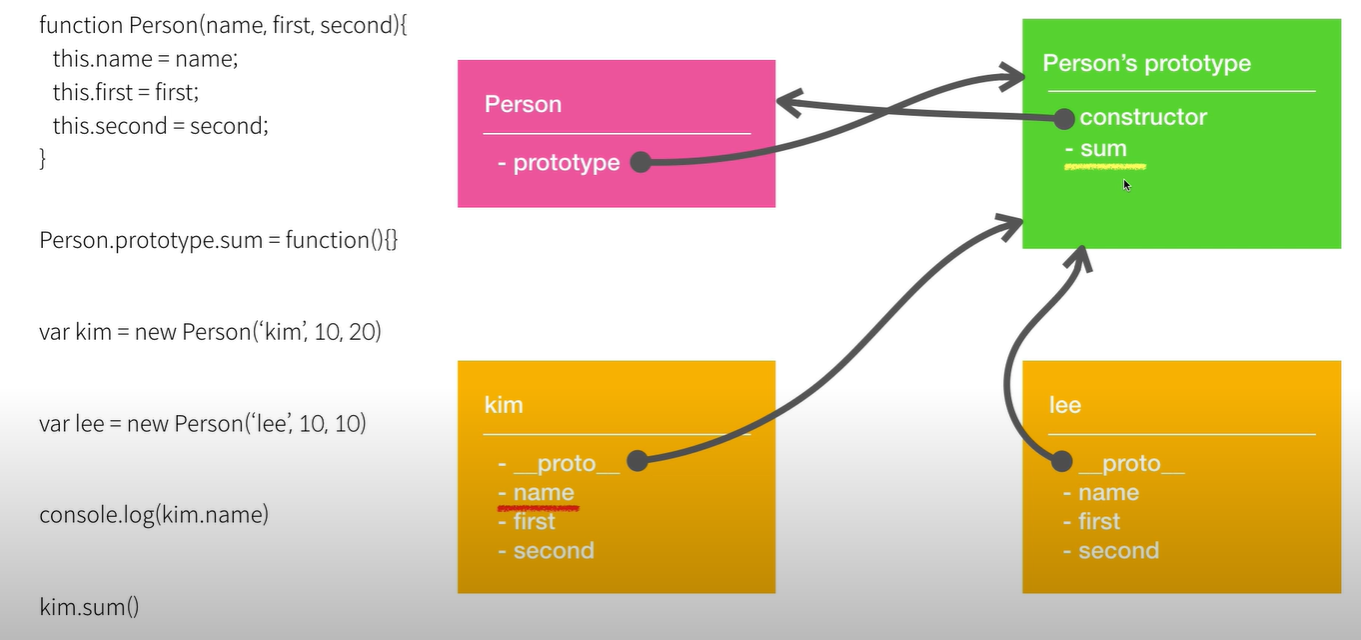 function Person(name, first, second){
this.name = name;
this.first = first;
this.second = second;
}
Person.prototype.sum = function(){}
var kim = new Person(‘kim’, 10, 20)
var lee = new Person(‘lee’, 10, 10)
console.log(kim.name)
kim.sum()
Person
- prototype
Person’s prototype
constructor
- sum
kim
- __proto__
- name
- first
- second
lee
__proto__
- name
- first
- second